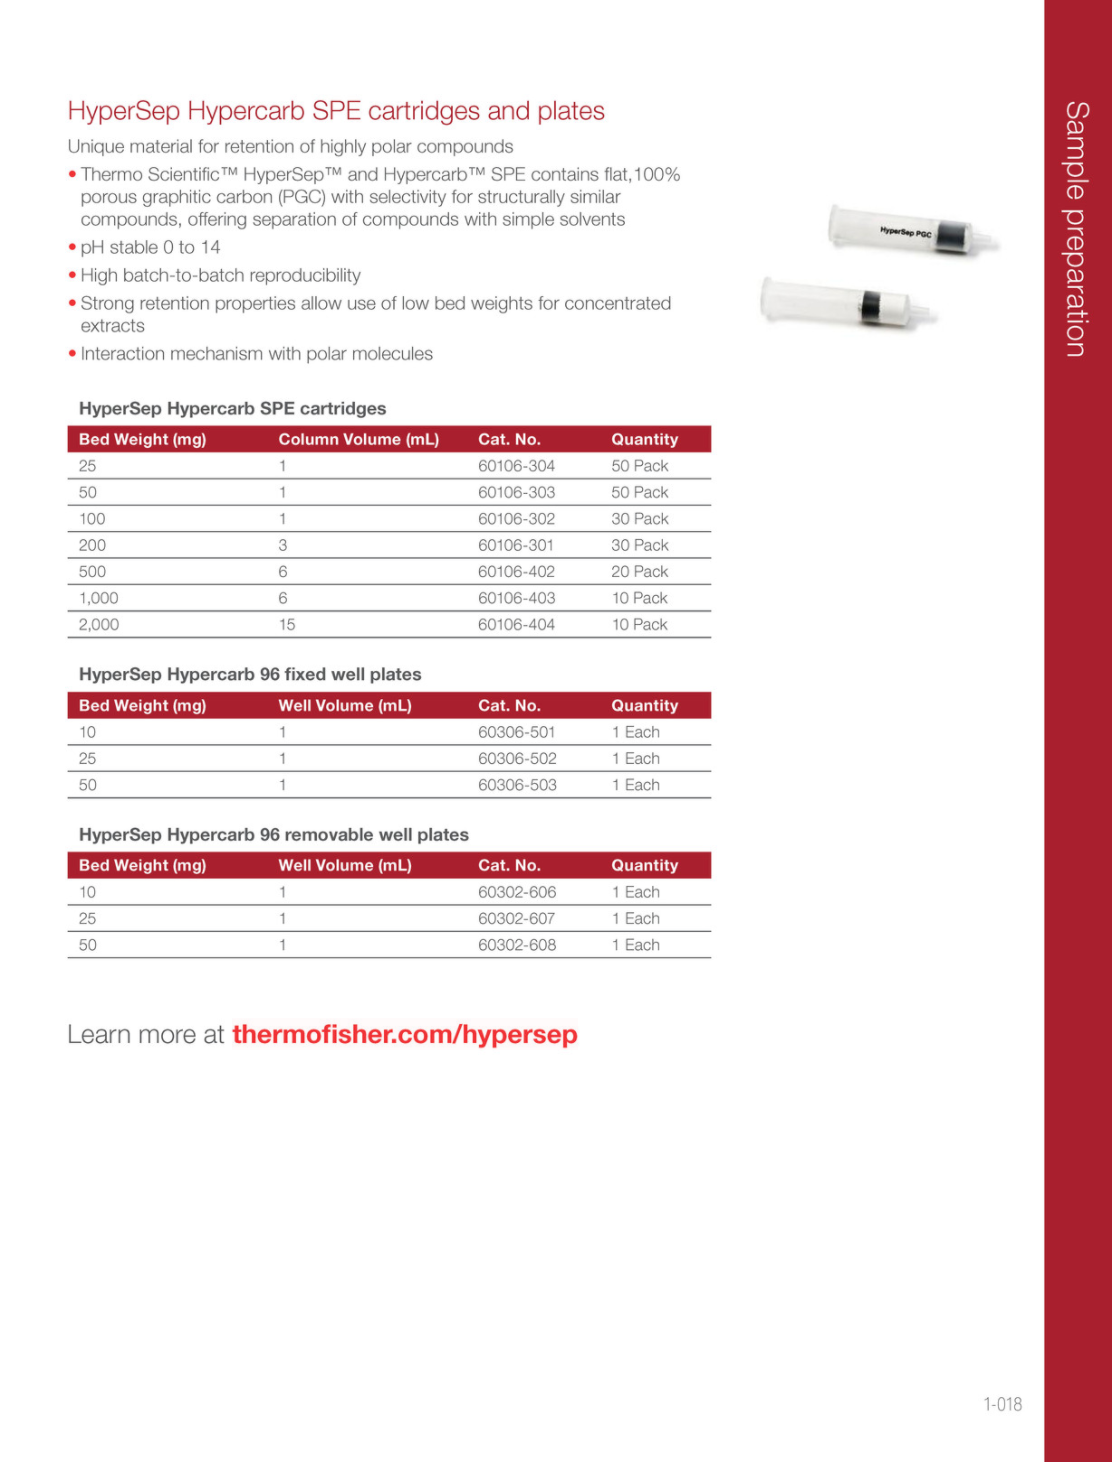 HyperSep Hypercarb SPE cartridges and plates
Unique material for retention of highly polar compounds
• Thermo Scientific™ HyperSep™ and Hypercarb™ SPE contains flat,100%
porous graphitic carbon (PGC) with selectivity for structurally similar
compounds, offering separation of compounds with simple solvents
• pH stable 0 to 14
• High batch-to-batch reproducibility
• Strong retention properties allow use of low bed weights for concentrated
extracts
• Interaction mechanism with polar molecules
HyperSep PGC
Sample preparation
HyperSep Hypercarb SPE cartridges
Bed Weight (mg) Column Volume (mL) Cat. No. Quantity
25 1 60106-304 50 Pack
50 1 60106-303 50 Pack
100 1 60106-302 30 Pack
200 3 60106-301 30 Pack
500 6 60106-402 20 Pack
1,000 6 60106-403 10 Pack
2,000 15 60106-404 10 Pack
HyperSep Hypercarb 96 fixed well plates
Bed Weight (mg) Well Volume (mL) Cat. No. Quantity
10 1 60306-501 1 Each
25 1 60306-502 1 Each
50 1 60306-503 1 Each
HyperSep Hypercarb 96 removable well plates
Bed Weight (mg) Well Volume (mL) Cat. No. Quantity
10 1 60302-606 1 Each
25 1 60302-607 1 Each
50 1 60302-608 1 Each
Learn more at thermofisher.com/hypersep
1-018